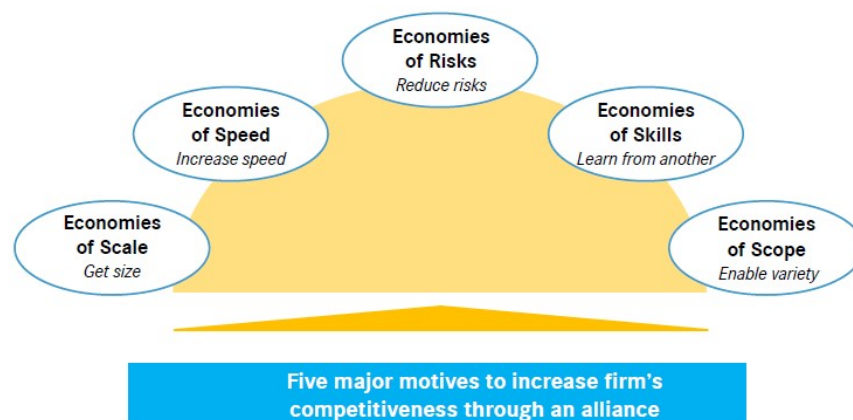 Economies
of Risks
Reduce risks
Economies
of Speed
Increase speed
Economies
of Skills
Learn from another
Economies
of Scale
Get size
Economies
of Scope
Enable variety
Five major motives to increase firm's
competitiveness through an alliance